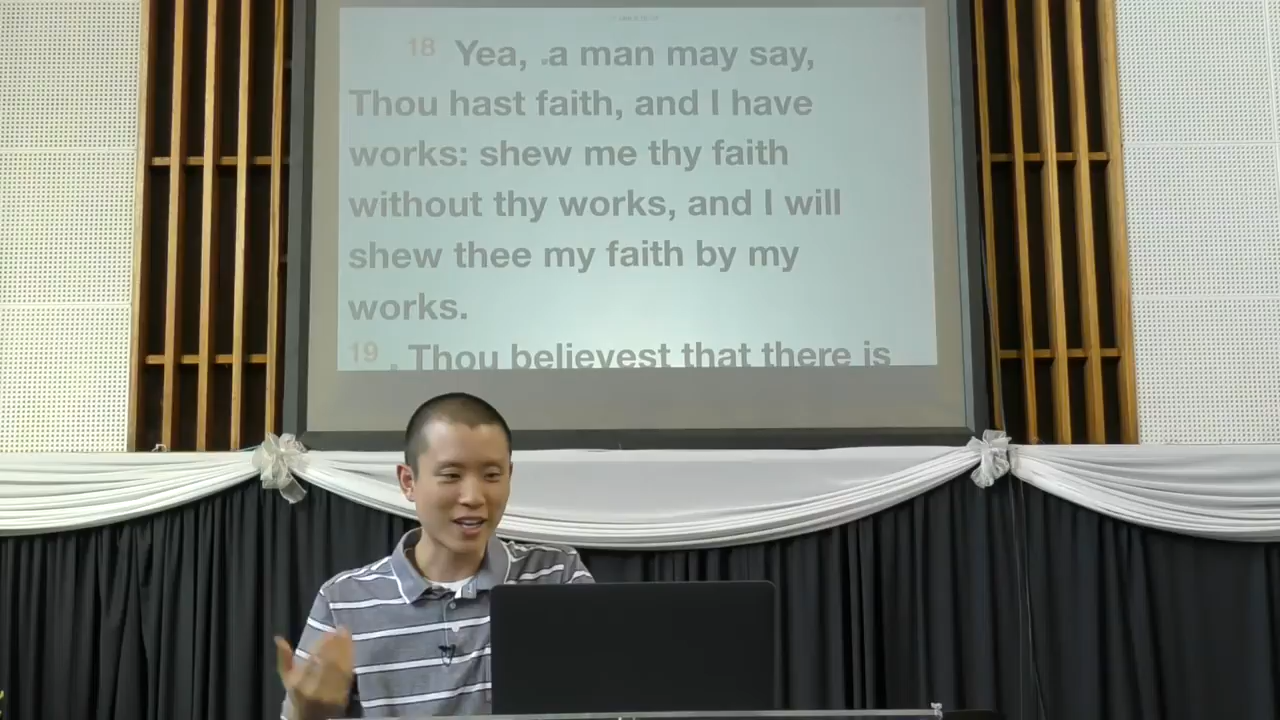 18 Yea, a man may say,
Thou hast faith, and I have
works: shew me thy faith
without thy works, and I will
shew thee my faith by my
works.
19 Thou believest that there is